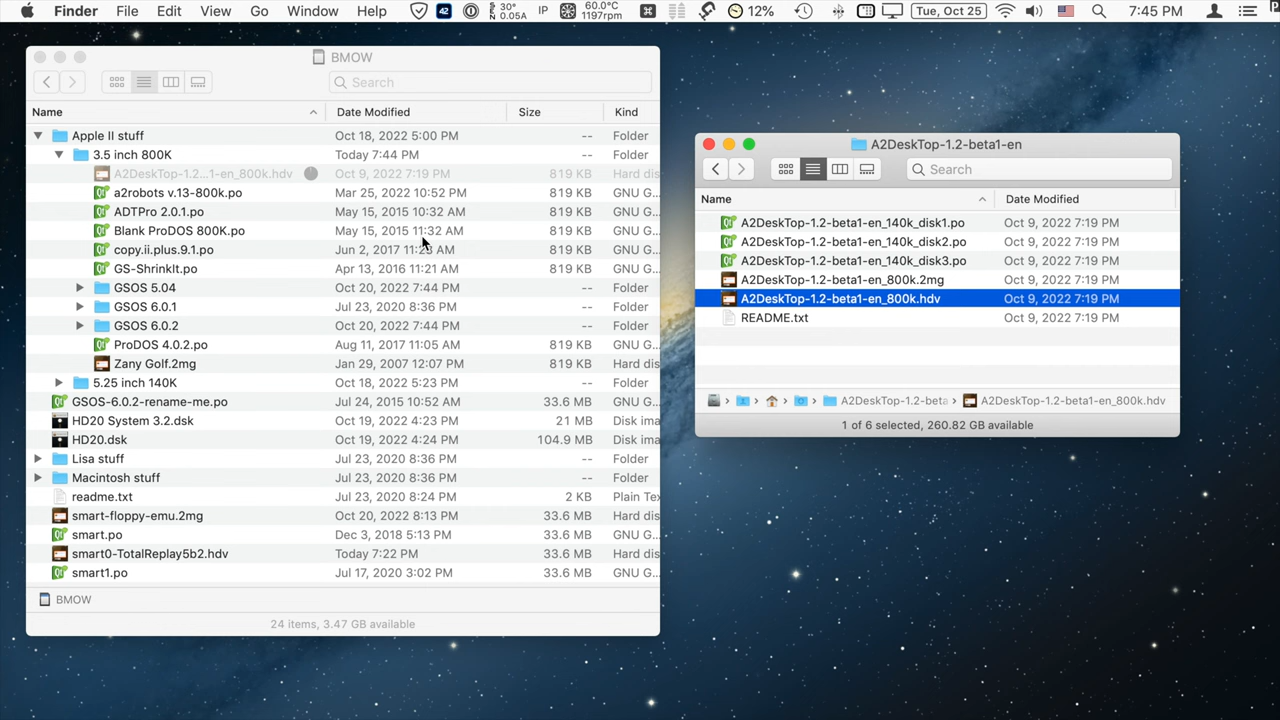 Finder File Edit View Go Window Help 42 30° 0.05A IP 60.0°C 1197rpm 12% Tue, Oct 25 7:45 PM
BMOW
Search
Name Date Modified Size Kind
Apple II stuff Oct 18, 2022 5:00 PM -- Folder
3.5 inch 800K Today 7:44 PM -- Folder
A2DeskTop-1.2...1-en_800k.hdv Oct 9, 2022 7:19 PM Hard dis
a2robots v.13-800k.po Mar 25, 2022 10:52 PM 819 KB GNU G...
ADTPro 2.0.1.po May 15, 2015 10:32 AM 819 KB GNU G...
Blank ProDOS 800K.po May 15, 2015 11:32 AM 819 KB GNU G...
copy.ii.plus.9.1.po Jun 2, 2017 11:23 AM 819 KB GNU G...
GS-ShrinkIt.po Apr 13, 2016 11:21 AM 819 KB GNU G...
GSOS 5.04 Oct 20, 2022 7:44 PM -- Folder
GSOS 6.0.1 Jul 23, 2020 8:36 PM -- Folder
GSOS 6.0.2 Oct 20, 2022 7:44 PM -- Folder
ProDOS 4.0.2.po Aug 11, 2017 11:05 AM 819 KB GNU G...
Zany Golf.2mg Jan 29, 2007 12:07 PM 819 KB Hard dis
5.25 inch 140K Oct 18, 2022 5:23 PM -- Folder
GSOS-6.0.2-rename-me.po Jul 24, 2015 10:52 AM 33.6 MB GNU G...
HD20 System 3.2.dsk Oct 19, 2022 4:23 PM 21 MB Disk ima
HD20.dsk Oct 19, 2022 4:24 PM 104.9 MB Disk ima
Lisa stuff Jul 23, 2020 8:36 PM -- Folder
Macintosh stuff Jul 23, 2020 8:36 PM -- Folder
readme.txt Jul 23, 2020 8:24 PM 2 KB Plain Te
smart-floppy-emu.2mg Oct 20, 2022 8:13 PM 33.6 MB Hard dis
smart.po Dec 3, 2018 5:13 PM 33.6 MB GNU G...
smart0-TotalReplay5b2.hdv Today 7:22 PM 33.6 MB Hard dis
smart1.po Jul 17, 2020 3:02 PM 33.6 MB GNU G...
BMOW
24 items, 3.47 GB available
A2DeskTop-1.2-beta1-en
Search
Name Date Modified
A2DeskTop-1.2-beta1-en_140k_disk1.po Oct 9, 2022 7:19 PM
A2DeskTop-1.2-beta1-en_140k_disk2.po Oct 9, 2022 7:19 PM
A2DeskTop-1.2-beta1-en_140k_disk3.po Oct 9, 2022 7:19 PM
A2DeskTop-1.2-beta1-en_800k.2mg Oct 9, 2022 7:19 PM
A2DeskTop-1.2-beta1-en_800k.hdv Oct 9, 2022 7:19 PM
README.txt Oct 9, 2022 7:19 PM
A2DeskTop-1.2-beta A2DeskTop-1.2-beta1-en_800k.hdv
1 of 6 selected, 260.82 GB available